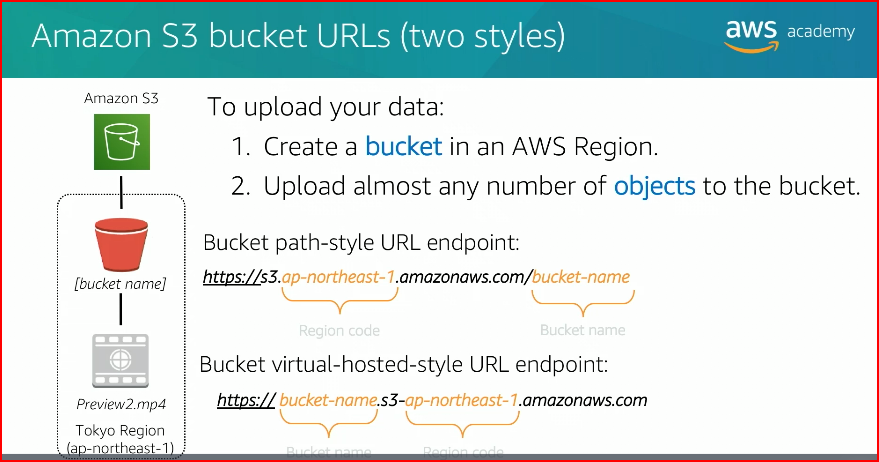 Amazon S3 bucket URLs (two styles)
aws academy
Amazon S3
[bucket name]
Preview2.mp4
Tokyo Region
(ap-northeast-1)
To upload your data:
1. Create a bucket in an AWS Region.
2. Upload almost any number of objects to the bucket.
Bucket path-style URL endpoint:
https://s3.ap-northeast-1.amazonaws.com/bucket-name
Region code
Bucket name
Bucket virtual-hosted-style URL endpoint:
https:// bucket-name.s3-ap-northeast-1.amazonaws.com
Bucket name
Region code